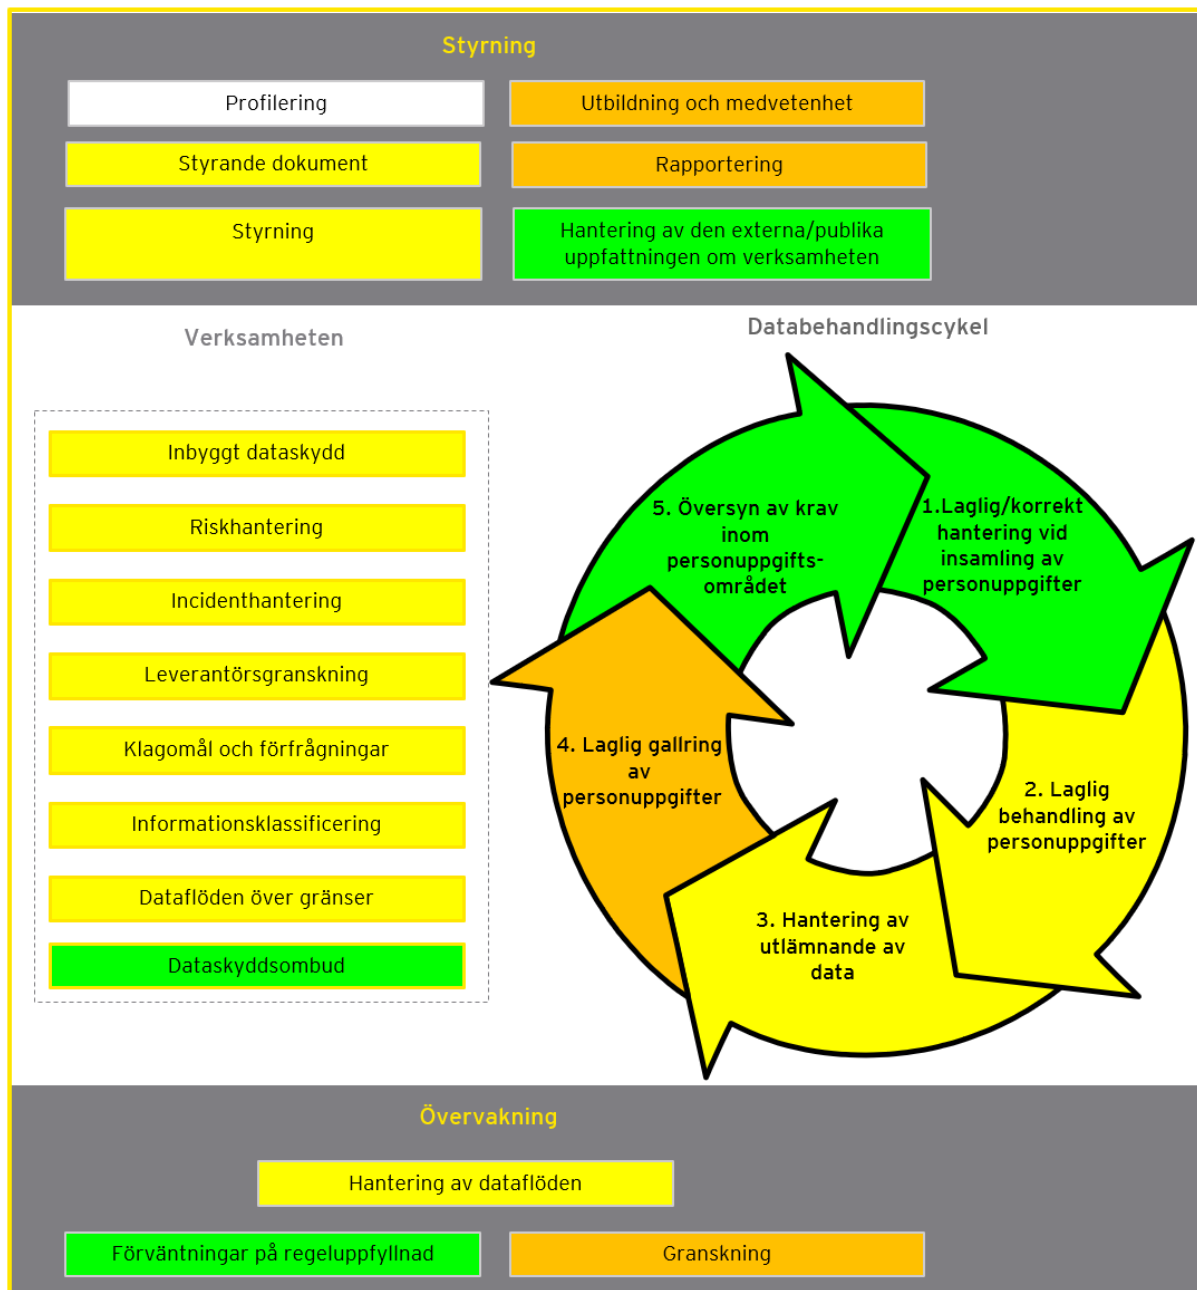 Styrning
Profilering
Utbildning och medvetenhet
Styrande dokument
Rapportering
Styrning
Hantering av den externa/publika
uppfattningen om verksamheten
Verksamheten
Inbyggt dataskydd
Riskhantering
Incidenthantering
Leverantörsgranskning
Klagomål och förfrågningar
Informationsklassificering
Dataflöden över gränser
Dataskyddsombud
Databehandlingscykel
1.Laglig/korrekt
hantering vid
insamling av
personuppgifter
2. Laglig
behandling av
personuppgifter
3. Hantering av
utlämnande av
data
4. Laglig gallring
av
personuppgifter
5. Översyn av krav
inom
personuppgifts-
området
Övervakning
Hantering av dataflöden
Förväntningar på regeluppfyllnad
Granskning